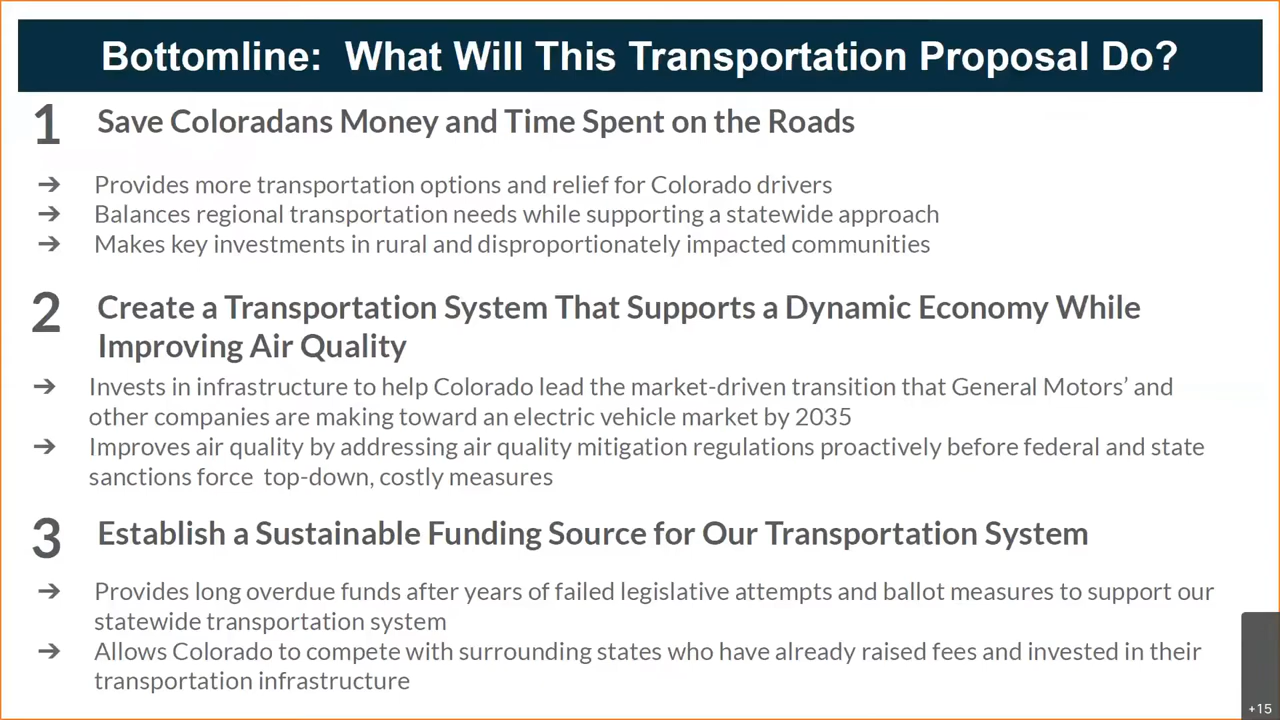 Bottomline:  What Will This Transportation Proposal Do?
1 Save Coloradans Money and Time Spent on the Roads
➔ Provides more transportation options and relief for Colorado drivers
➔ Balances regional transportation needs while supporting a statewide approach
➔ Makes key investments in rural and disproportionately impacted communities
2 Create a Transportation System That Supports a Dynamic Economy While
Improving Air Quality
➔ Invests in infrastructure to help Colorado lead the market-driven transition that General Motors’ and
other companies are making toward an electric vehicle market by 2035
➔ Improves air quality by addressing air quality mitigation regulations proactively before federal and state
sanctions force  top-down, costly measures
3 Establish a Sustainable Funding Source for Our Transportation System
➔ Provides long overdue funds after years of failed legislative attempts and ballot measures to support our
statewide transportation system
➔ Allows Colorado to compete with surrounding states who have already raised fees and invested in their
transportation infrastructure
+15